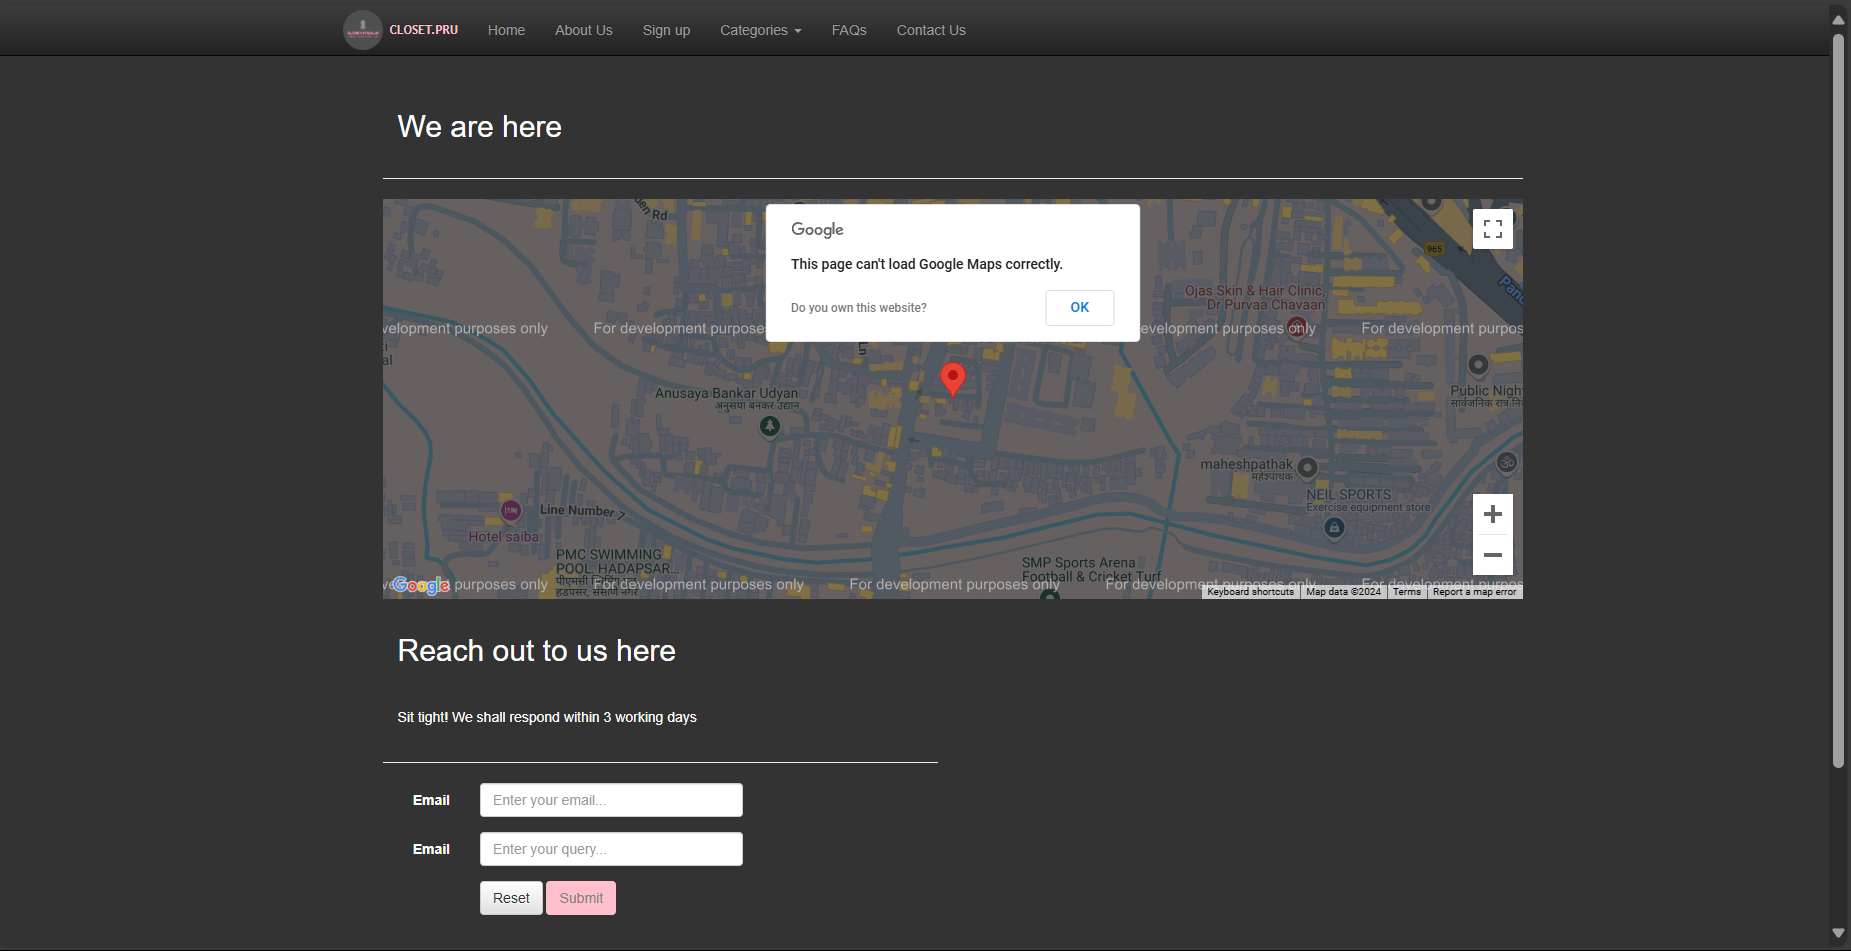 CLOSET.PRU Home About Us Sign up Categories FAQs Contact Us
We are here
Google
This page can't load Google Maps correctly.
Do you own this website? OK
965
Ojas Skin & Hair Clinic,
Dr Purvaa Chavaan
velopment purposes only For development purpose evelopment purposes only For development purpos
Ln
Anusaya Bankar Udyan
अनुसया बनकर उद्यान
Public Nigh
सार्वजनिक रात्र
maheshpathak
महेशपाथक
NEIL SPORTS
Exercise equipment store
Line Number
Hotel saiba
PMC SWIMMING
POOL, HADAPSAR...
हडपसर, ससाणे नगर
SMP Sports Arena
Football & Cricket Turf
Google purposes only For development purposes only For development purposes only For development purposes only For development purpos
Keyboard shortcuts Map data ©2024 Terms Report a map error
Reach out to us here
Sit tight! We shall respond within 3 working days
Email Enter your email...
Email Enter your query...
Reset Submit